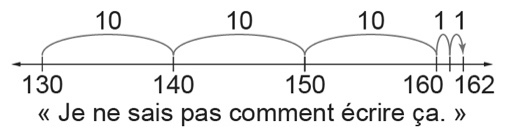 10 10 10 1 1
130 140 150 160 162
« Je ne sais pas comment écrire ça. »